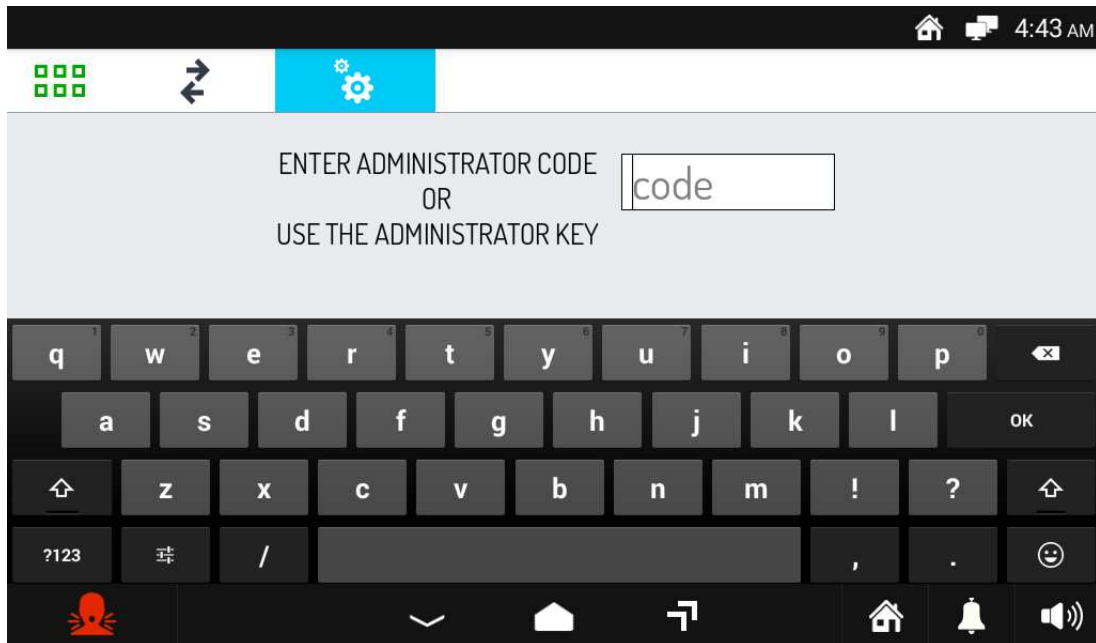 4:43 AM
ENTER ADMINISTRATOR CODE
OR
USE THE ADMINISTRATOR KEY
code
1 2 3 4 5 6 7 8 9 0
q w e r t y u i o p
a s d f g h j k l OK
z x c v b n m ! ?
?123 / , .